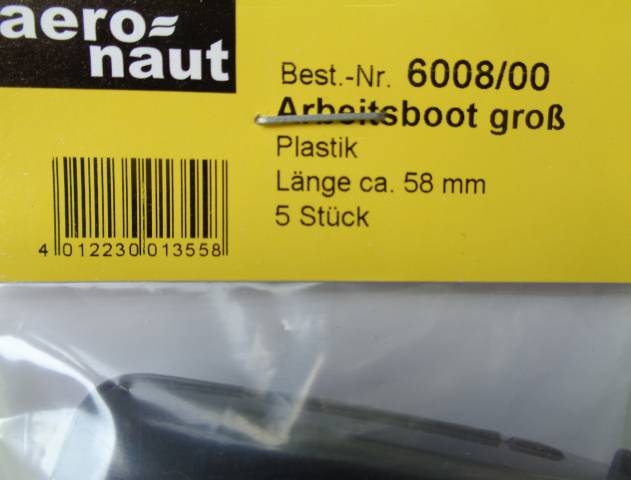 aero=
naut
Best.-Nr. 6008/00
Arbeitsboot groß
Plastik
Länge ca. 58 mm
5 Stück
4 012230 013558